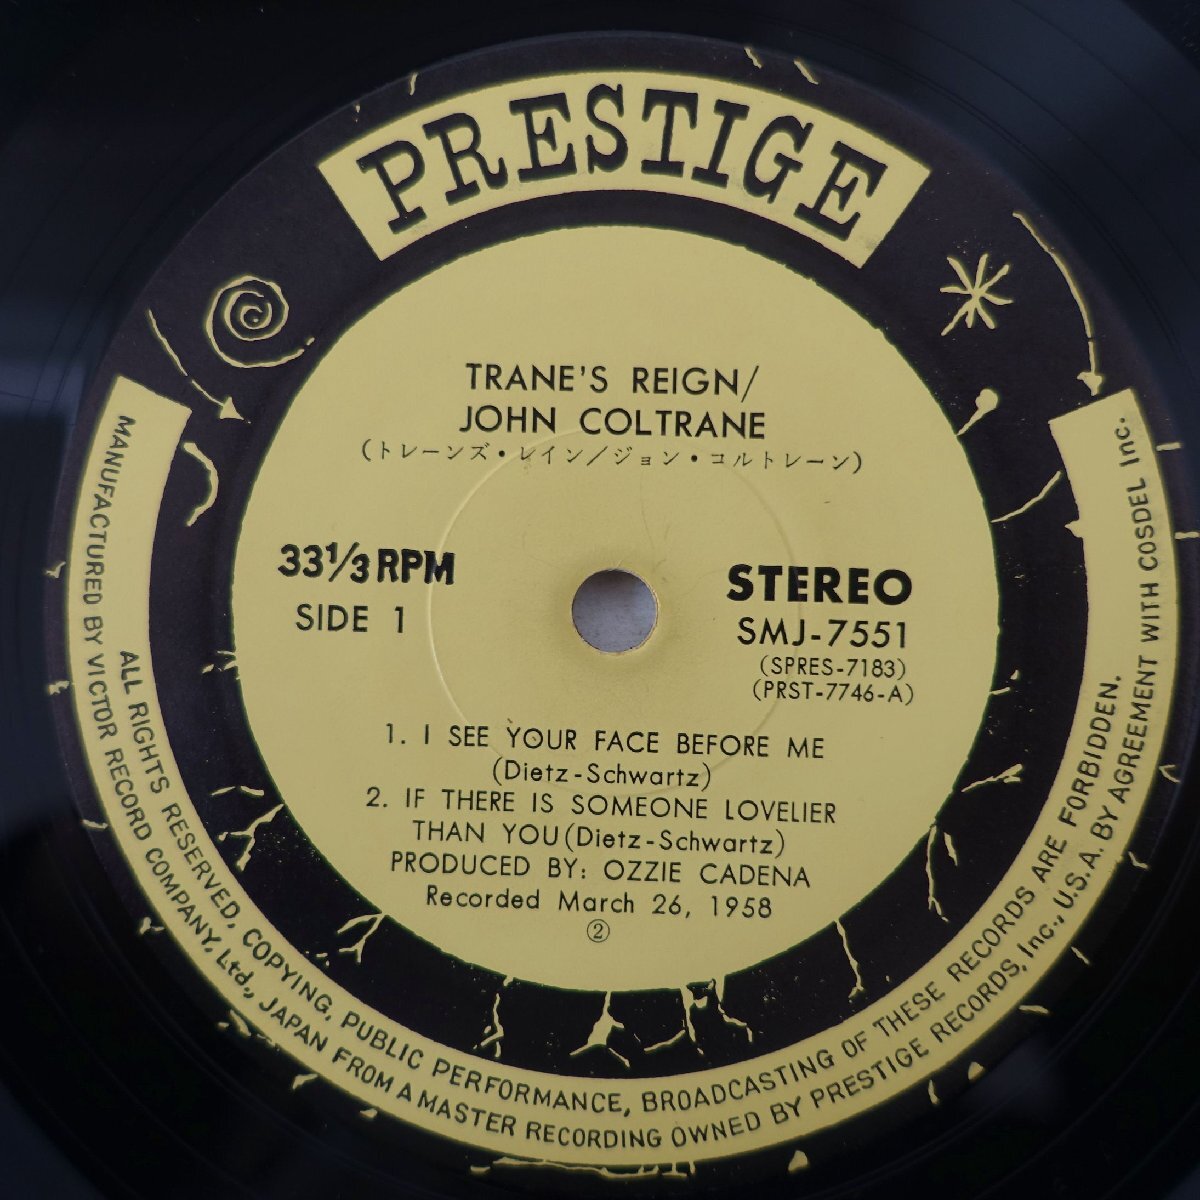 PRESTIGE
TRANE'S REIGN/
JOHN COLTRANE
(トレーンズ・レイン/ジョン・コルトレーン)
33⅓ RPM
SIDE 1
STEREO
SMJ-7551
(SPRES-7183)
(PRST-7746-A)
1. I SEE YOUR FACE BEFORE ME
(Dietz-Schwartz)
2. IF THERE IS SOMEONE LOVELIER
THAN YOU (Dietz-Schwartz)
PRODUCED BY: OZZIE CADENA
Recorded March 26, 1958
②
ALL RIGHTS RESERVED, COPYING, PUBLIC PERFORMANCE, BROADCASTING OF THESE RECORDS ARE FORBIDDEN.
MANUFACTURED BY VICTOR RECORD COMPANY, Ltd., JAPAN FROM A MASTER RECORDING OWNED BY PRESTIGE RECORDS, Inc., U.S.A. BY AGREEMENT WITH COSDEL Inc.